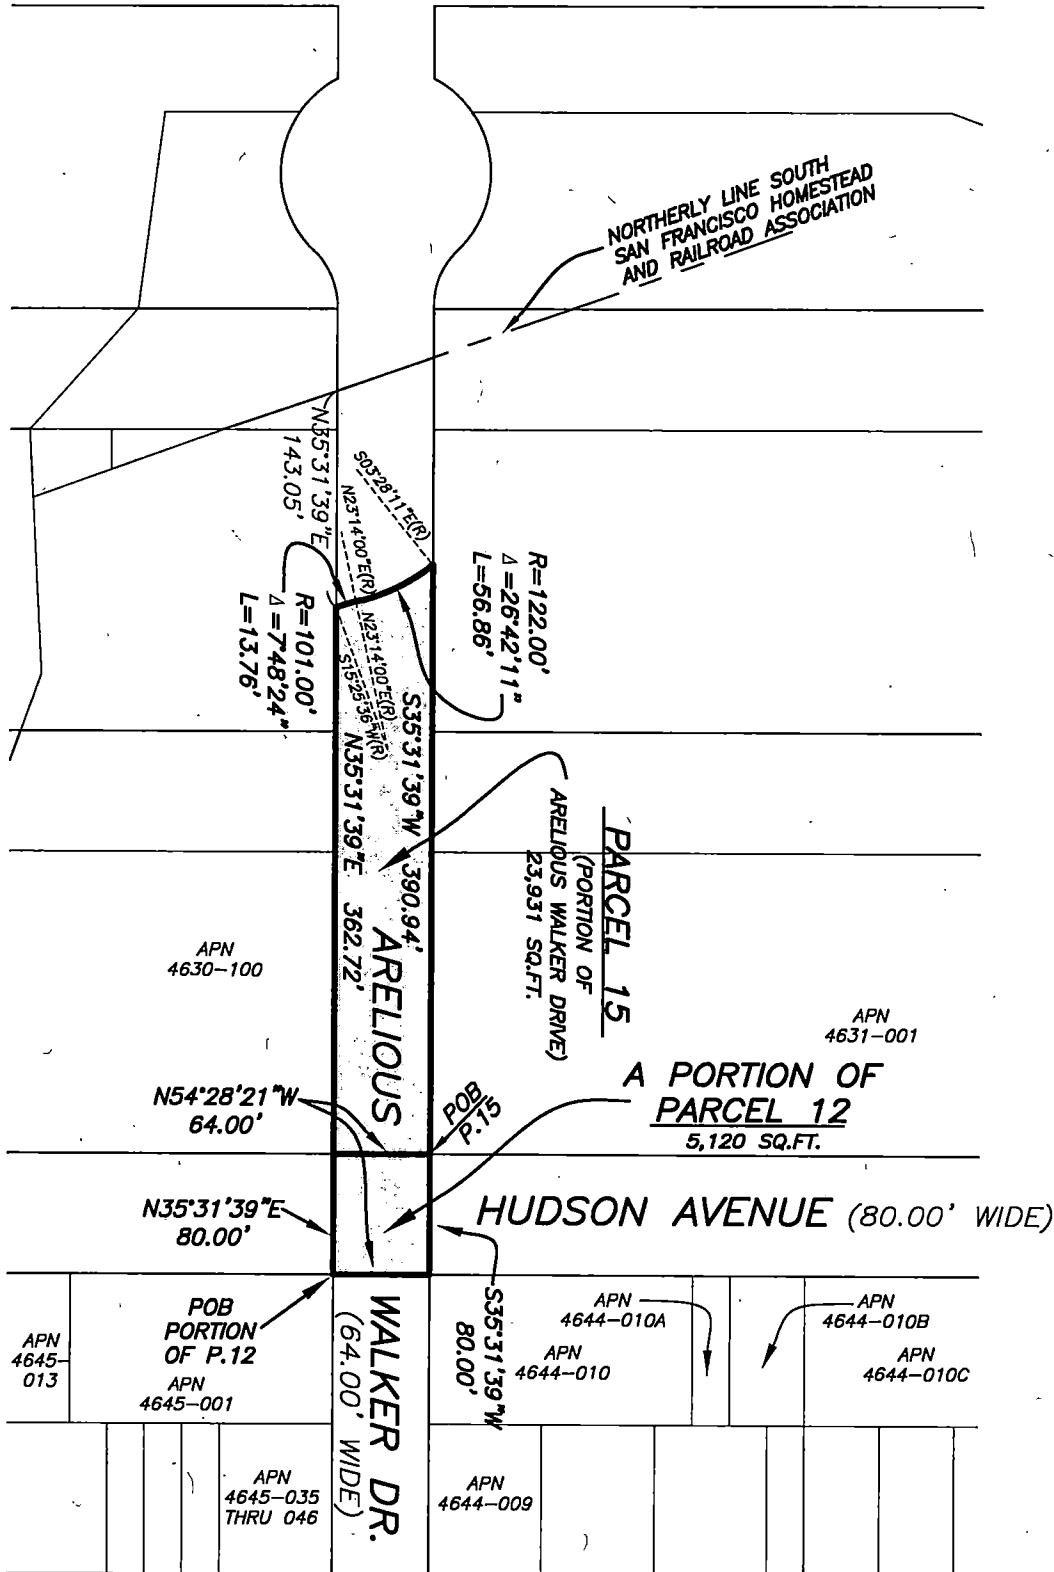 NORTHERLY LINE SOUTH
SAN FRANCISCO HOMESTEAD
AND RAILROAD ASSOCIATION
N35°31'39"E
143.05'
S03°28'11"E(R)
N23°14'00"E(R)
N23°14'00"E(R)
S15°25'36"W(R)
R=122.00'
Δ=26°42'11"
L=56.86'
R=101.00'
Δ=7°48'24"
L=13.76'
S35°31'39"W 390.94'
N35°31'39"E 362.72'
PARCEL 15
(PORTION OF
ARELIOUS WALKER DRIVE)
23,931 SQ.FT.
ARELIOUS
APN
4630-100
APN
4631-001
A PORTION OF
PARCEL 12
5,120 SQ.FT.
POB
P.15
N54°28'21"W
64.00'
N35°31'39"E
80.00'
HUDSON AVENUE (80.00' WIDE)
S35°31'39"W
80.00'
POB
PORTION
OF P.12
WALKER DR.
(64.00' WIDE)
APN
4645-
013
APN
4645-001
APN
4644-010A
APN
4644-010
APN
4644-010B
APN
4644-010C
APN
4645-035
THRU 046
APN
4644-009